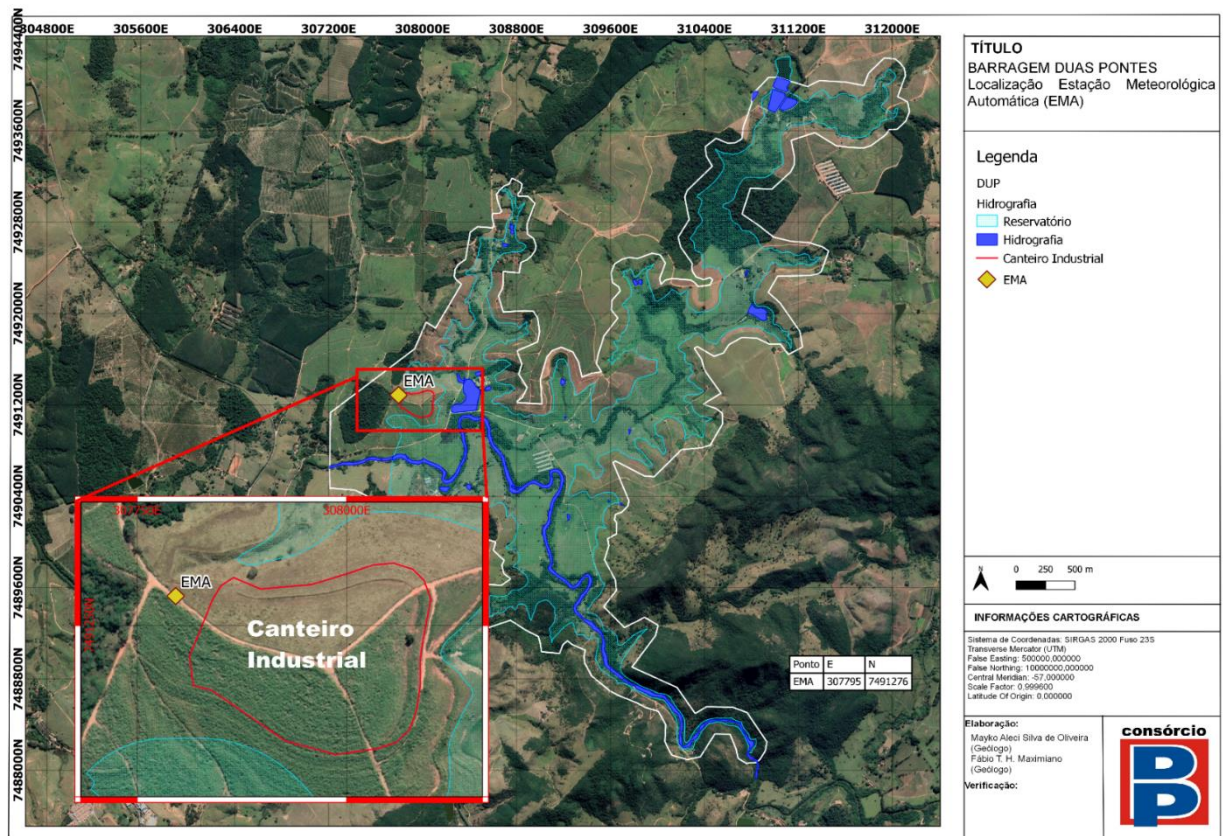 304800E 305600E 306400E 307200E 308000E 308800E 309600E 310400E 311200E 312000E
7494400N
7493600N
7492800N
7492000N
7491200N
7490400N
7489600N
7488800N
7488000N
EMA
308000E
EMA
Canteiro
Industrial
Ponto E N
EMA 307795 7491276
TÍTULO
BARRAGEM DUAS PONTES
Localização Estação Meteorológica
Automática (EMA)
Legenda
DUP
Hidrografia
Reservatório
Hidrografia
Canteiro Industrial
EMA
N
0 250 500 m
INFORMAÇÕES CARTOGRÁFICAS
Sistema de Coordenadas: SIRGAS 2000 Fuso 23S
Transverse Mercator (UTM)
False Easting: 500000,000000
False Northing: 10000000,000000
Central Meridian: -57,000000
Scale Factor: 0,999600
Latitude Of Origin: 0,000000
Elaboração:
Mayko Aleci Silva de Oliveira
(Geólogo)
Fábio T. H. Maximiano
(Geólogo)
Verificação:
consórcio
BP